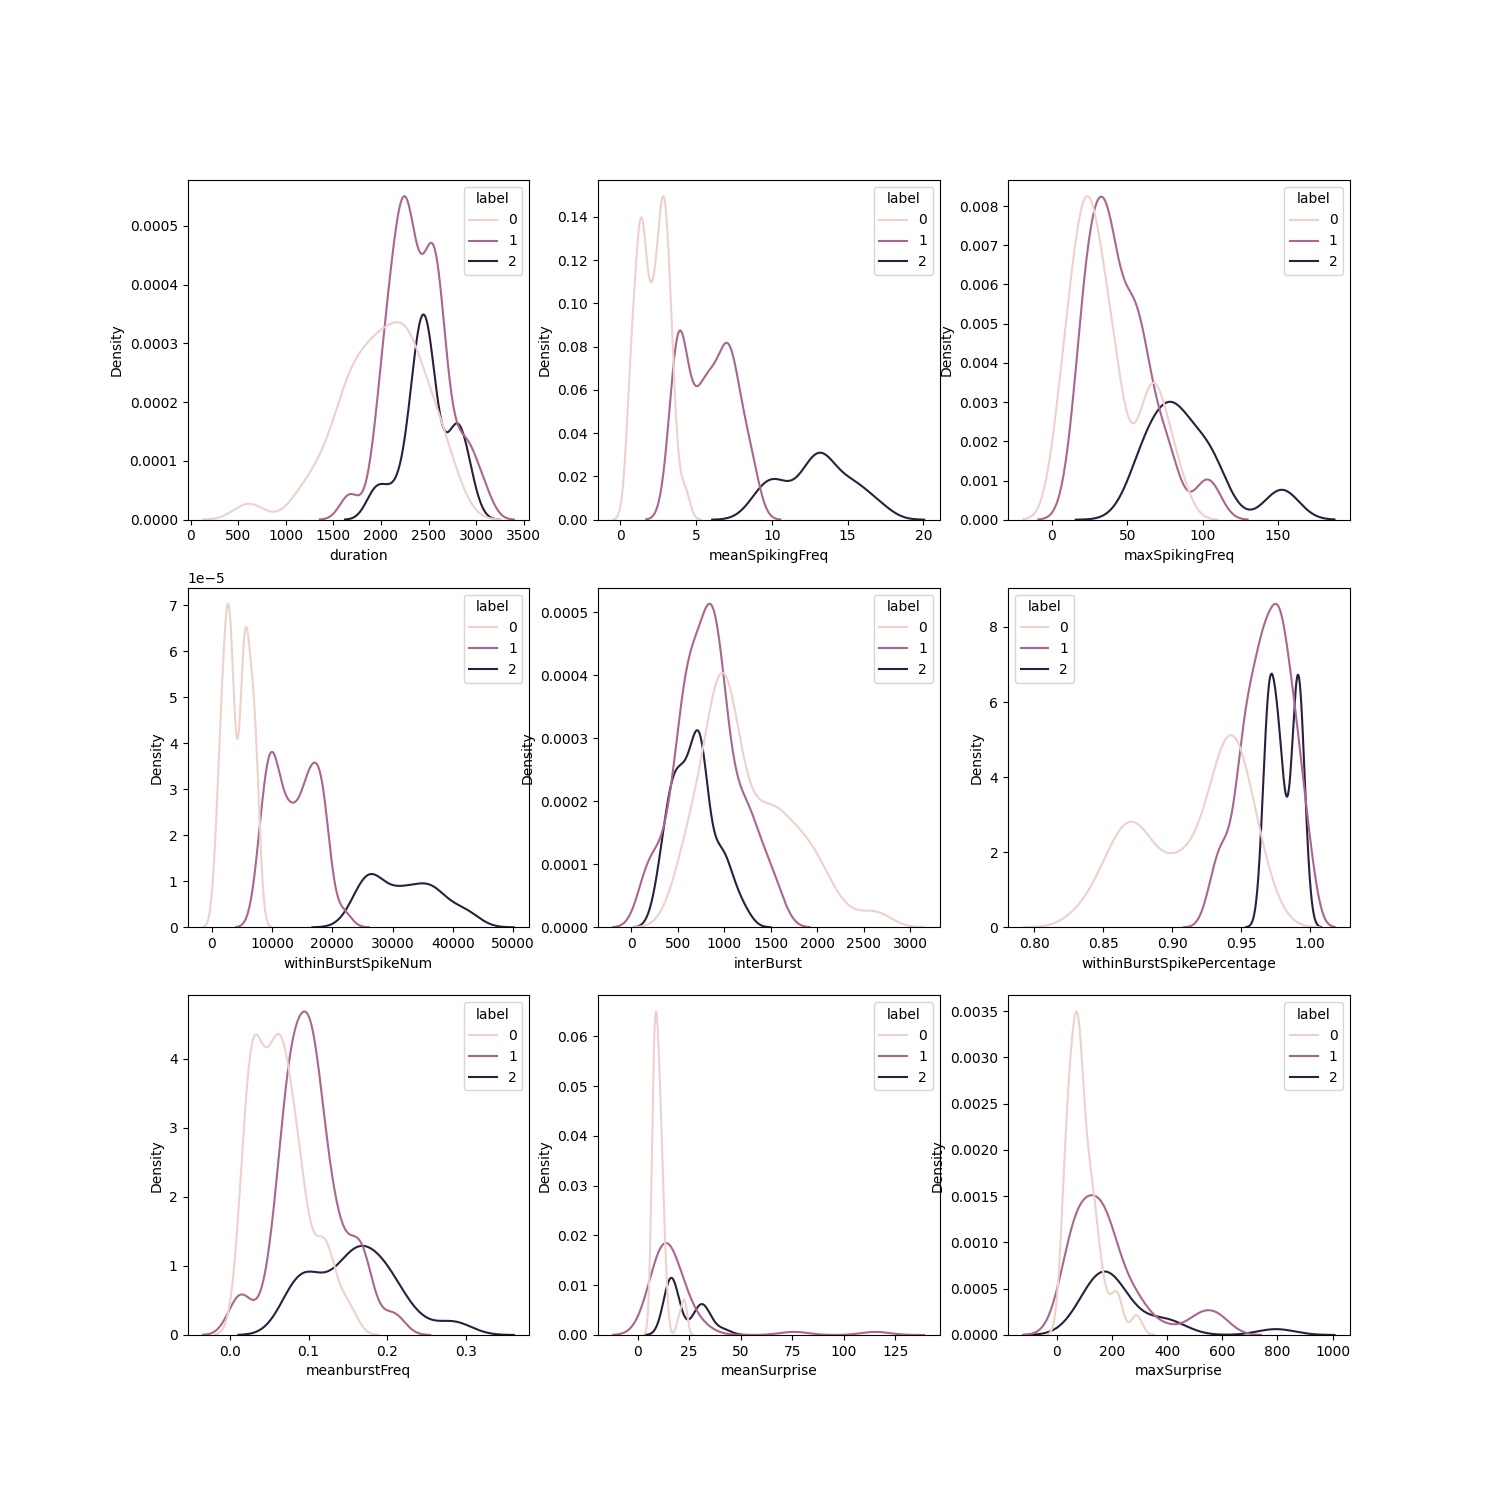 label
0
1
2
0.0005
0.0004
0.0003
0.0002
0.0001
0.0000
Density
0 500 1000 1500 2000 2500 3000 3500
duration
label
0
1
2
0.14
0.12
0.10
0.08
0.06
0.04
0.02
0.00
Density
0 5 10 15 20
meanSpikingFreq
label
0
1
2
0.008
0.007
0.006
0.005
0.004
0.003
0.002
0.001
0.000
Density
0 50 100 150
maxSpikingFreq
1e−5
label
0
1
2
7
6
5
4
3
2
1
0
Density
0 10000 20000 30000 40000 50000
withinBurstSpikeNum
label
0
1
2
0.0005
0.0004
0.0003
0.0002
0.0001
0.0000
Density
0 500 1000 1500 2000 2500 3000
interBurst
label
0
1
2
8
6
4
2
0
Density
0.80 0.85 0.90 0.95 1.00
withinBurstSpikePercentage
label
0
1
2
4
3
2
1
0
Density
0.0 0.1 0.2 0.3
meanburstFreq
label
0
1
2
0.06
0.05
0.04
0.03
0.02
0.01
0.00
Density
0 25 50 75 100 125
meanSurprise
label
0
1
2
0.0035
0.0030
0.0025
0.0020
0.0015
0.0010
0.0005
0.0000
Density
0 200 400 600 800 1000
maxSurprise